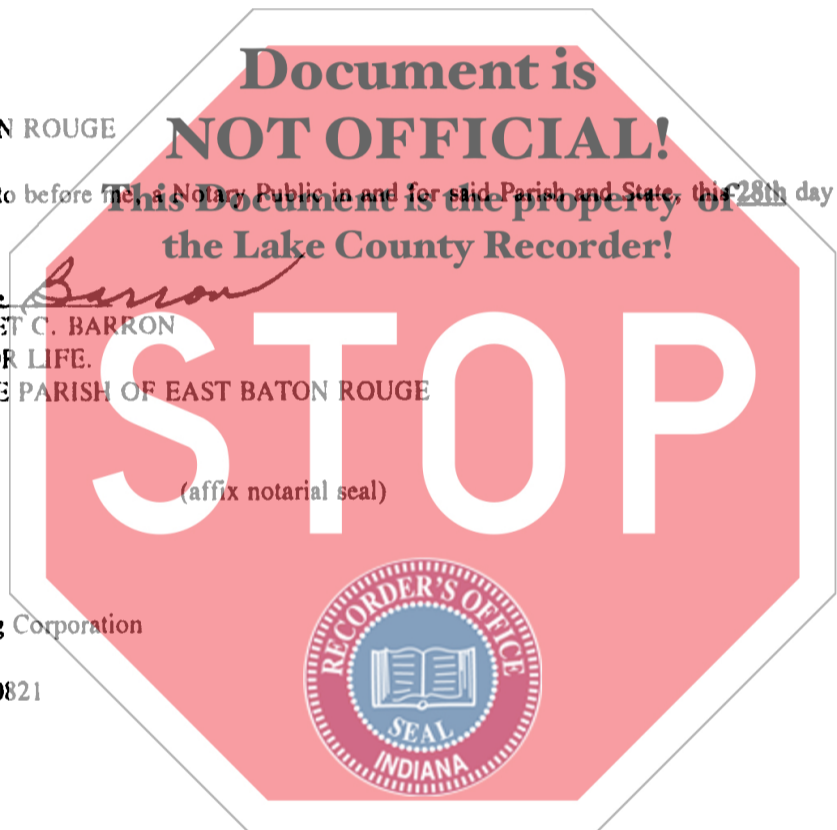 Document is
NOT OFFICIAL!
This Document is the property of
the Lake County Recorder!
N ROUGE
to before me, a Notary Public in and for said Parish and State, this 28th day
Barron
ET C. BARRON
R LIFE.
E PARISH OF EAST BATON ROUGE
STOP
(affix notarial seal)
g Corporation
0821
RECORDER'S OFFICE
SEAL
INDIANA